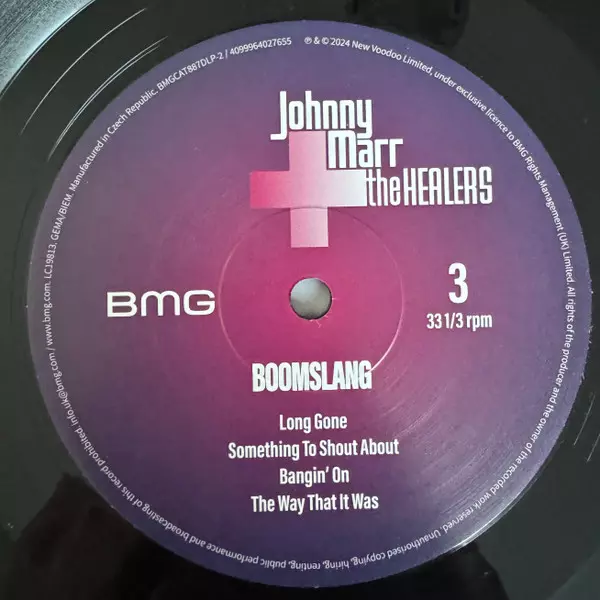 Johnny
Marr
the HEALERS
BMG
3
33 1/3 rpm
BOOMSLANG
Long Gone
Something To Shout About
Bangin' On
The Way That It Was
℗ & © 2024 New Voodoo Limited, under exclusive licence to BMG Rights Management (UK) Limited. All rights of the producer and the owner of the recorded work reserved. Unauthorised copying, hiring, renting, public performance and broadcasting of this record prohibited. info.uk@bmg.com / www.bmg.com. LC19813. GEMA/BIEM. Manufactured in Czech Republic. BMGCAT887DLP-2 / 4099964027655